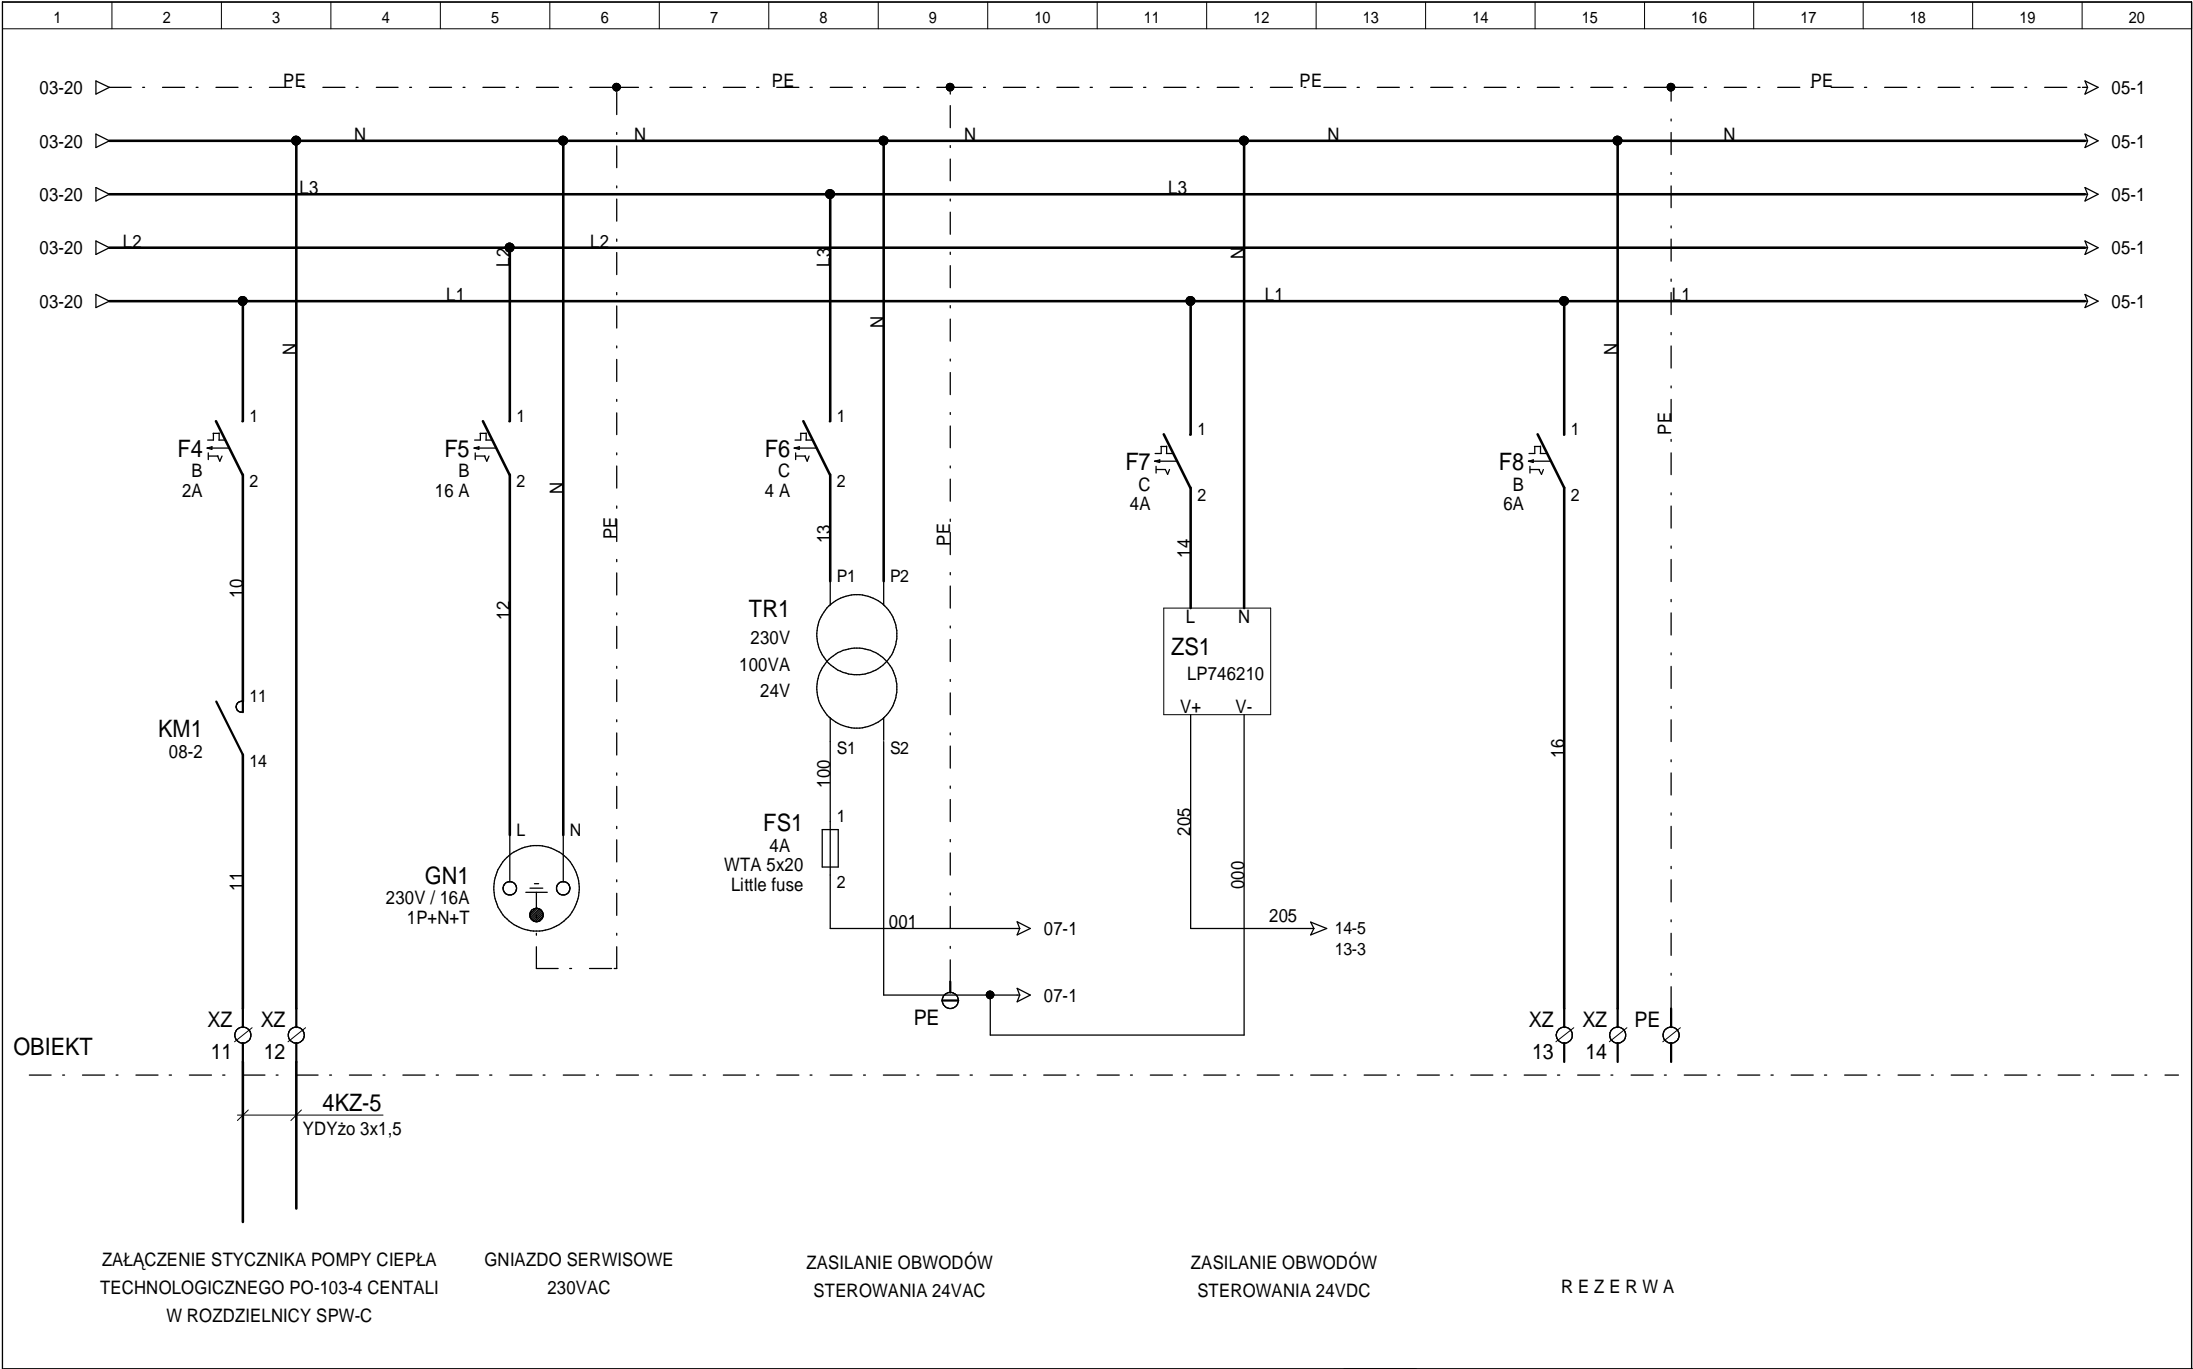 1 2 3 4 5 6 7 8 9 10 11 12 13 14 15 16 17 18 19 20
03-20 PE PE PE PE 05-1
03-20 N N N N N 05-1
03-20 L3 L3 05-1
03-20 L2 L2 05-1
L2 L3 N
03-20 L1 L1 L1 05-1
N N N
PE
1 1 1 1 1
F4 F5 F6 F7 F8
B B C C B
2A 16 A 4 A 4A 6A
2 2 2 2 2
N
PE 13 PE 14
10 12
P1 P2
L N
TR1
230V
100VA
24V
ZS1
LP746210
V+ V-
11
KM1
08-2
14
S1 S2
16
100
205
FS1
4A
WTA 5x20
Little fuse
1
2
L N
GN1
230V / 16A
1P+N+T
11
000
001 07-1
205 14-5
13-3
07-1
PE
XZ XZ XZ XZ PE
11 12 13 14
OBIEKT
4KZ-5
YDYżo 3x1,5
ZAŁĄCZENIE STYCZNIKA POMPY CIEPŁA
TECHNOLOGICZNEGO PO-103-4 CENTALI
W ROZDZIELNICY SPW-C
GNIAZDO SERWISOWE
230VAC
ZASILANIE OBWODÓW
STEROWANIA 24VAC
ZASILANIE OBWODÓW
STEROWANIA 24VDC
R E Z E R W A